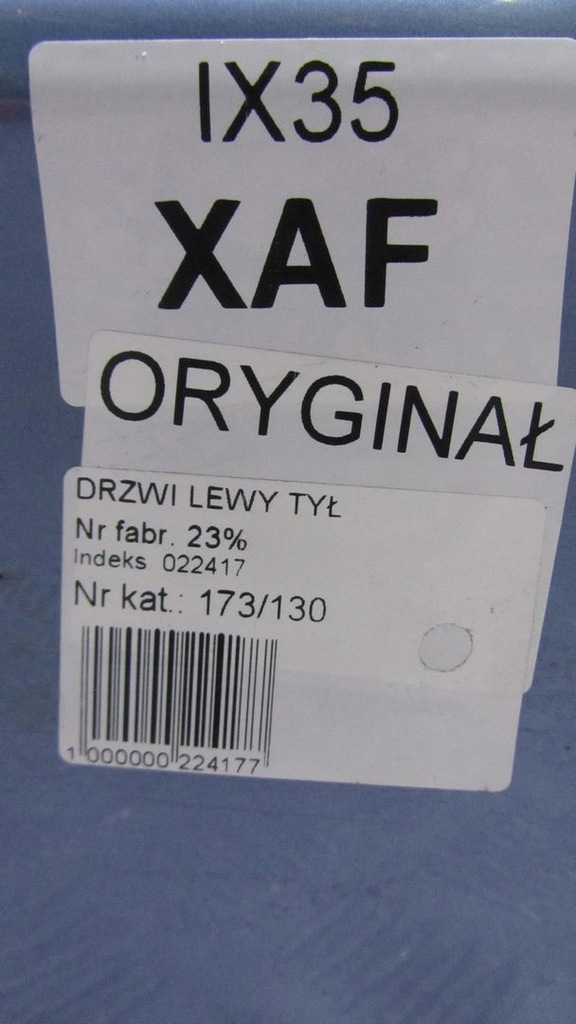 IX35
XAF
ORYGINAŁ
DRZWI LEWY TYŁ
Nr fabr. 23%
Indeks 022417
Nr kat.: 173/130
1 000000 224177